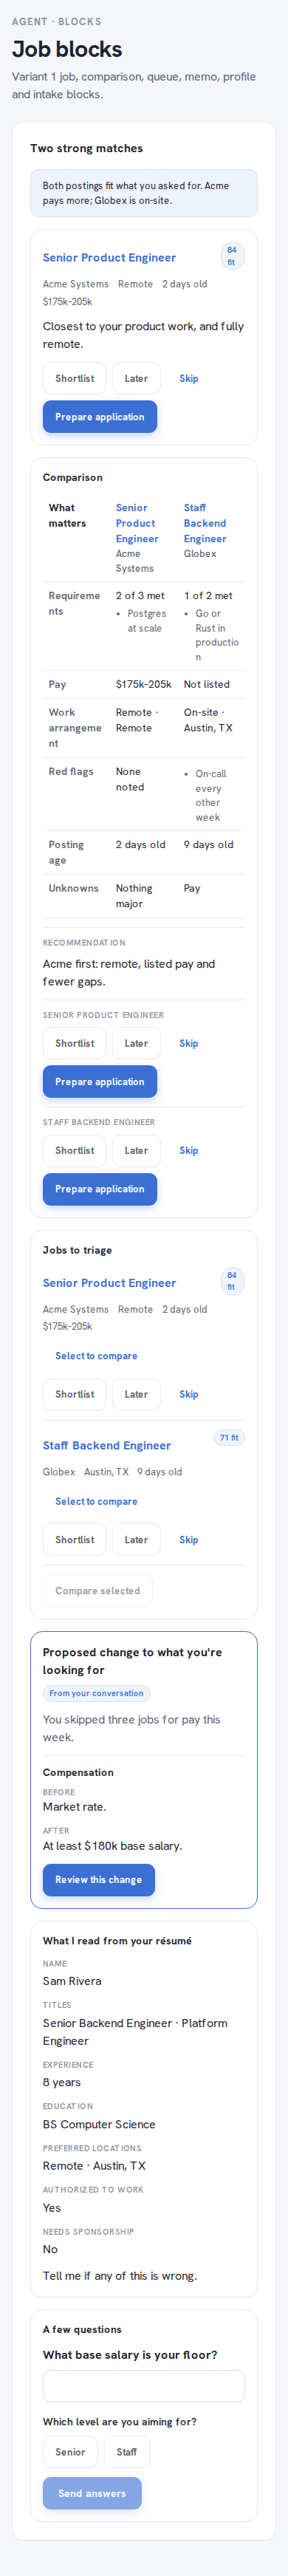 AGENT · BLOCKS
Job blocks
Variant 1 job, comparison, queue, memo, profile
and intake blocks.
Two strong matches
Both postings fit what you asked for. Acme
pays more; Globex is on-site.
Senior Product Engineer
84
fit
Acme Systems Remote 2 days old
$175k–205k
Closest to your product work, and fully
remote.
Shortlist Later Skip
Prepare application
Comparison
What
matters
Senior
Product
Engineer
Acme
Systems
Staff
Backend
Engineer
Globex
Requireme
nts
2 of 3 met
• Postgres
at scale
1 of 2 met
• Go or
Rust in
productio
n
Pay $175k–205k Not listed
Work
arrangeme
nt
Remote ·
Remote
On-site ·
Austin, TX
Red flags
None
noted
• On-call
every
other
week
Posting
age
2 days old 9 days old
Unknowns
Nothing
major
Pay
RECOMMENDATION
Acme first: remote, listed pay and
fewer gaps.
SENIOR PRODUCT ENGINEER
Shortlist Later Skip
Prepare application
STAFF BACKEND ENGINEER
Shortlist Later Skip
Prepare application
Jobs to triage
Senior Product Engineer
84
fit
Acme Systems Remote 2 days old
$175k–205k
Select to compare
Shortlist Later Skip
Staff Backend Engineer 71 fit
Globex Austin, TX 9 days old
Select to compare
Shortlist Later Skip
Compare selected
Proposed change to what you're
looking for
From your conversation
You skipped three jobs for pay this
week.
Compensation
BEFORE
Market rate.
AFTER
At least $180k base salary.
Review this change
What I read from your résumé
NAME
Sam Rivera
TITLES
Senior Backend Engineer · Platform
Engineer
EXPERIENCE
8 years
EDUCATION
BS Computer Science
PREFERRED LOCATIONS
Remote · Austin, TX
AUTHORIZED TO WORK
Yes
NEEDS SPONSORSHIP
No
Tell me if any of this is wrong.
A few questions
What base salary is your floor?
Which level are you aiming for?
Senior Staff
Send answers